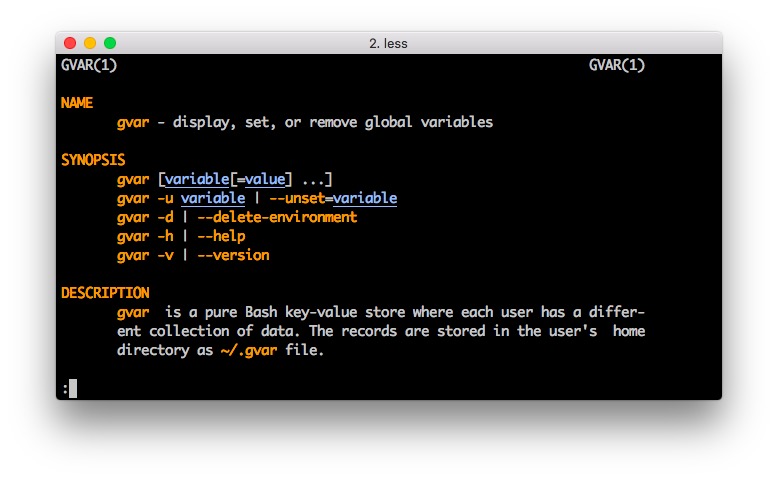 2. less
GVAR(1) GVAR(1)
NAME
gvar - display, set, or remove global variables
SYNOPSIS
gvar [variable[=value] ...]
gvar -u variable | --unset=variable
gvar -d | --delete-environment
gvar -h | --help
gvar -v | --version
DESCRIPTION
gvar is a pure Bash key-value store where each user has a differ-
ent collection of data. The records are stored in the user's home
directory as ~/.gvar file.
: